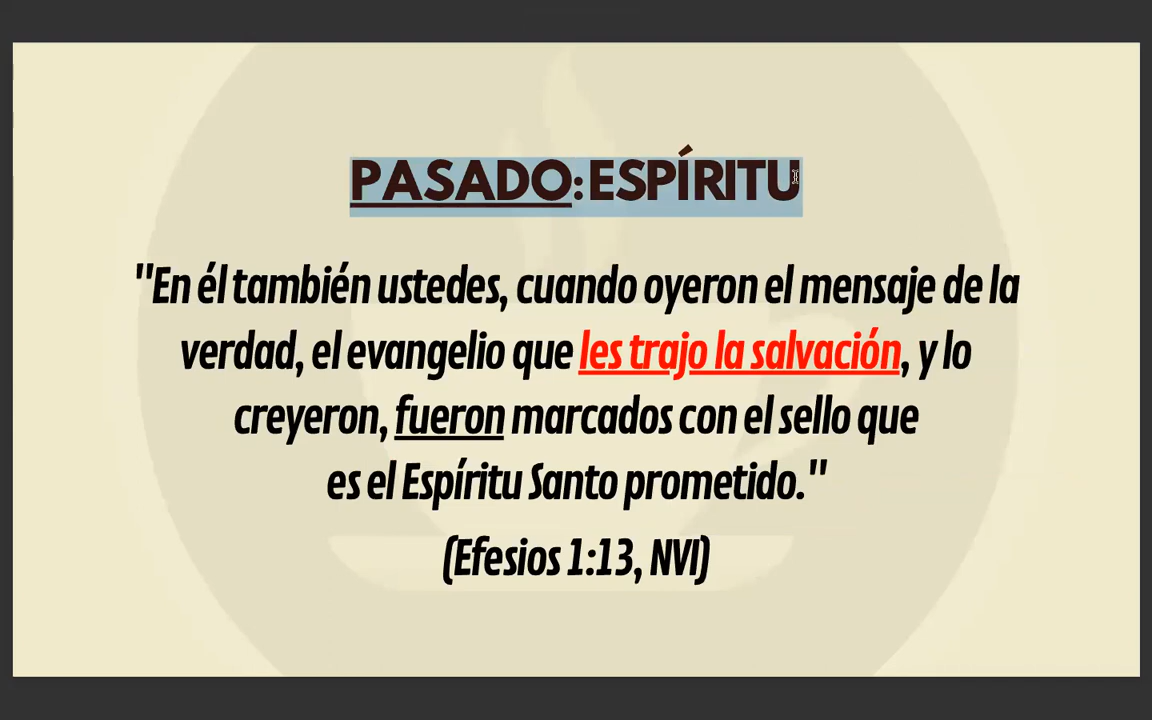 PASADO:ESPÍRITU
"En él también ustedes, cuando oyeron el mensaje de la
verdad, el evangelio que les trajo la salvación, y lo
creyeron, fueron marcados con el sello que
es el Espíritu Santo prometido."
(Efesios 1:13, NVI)